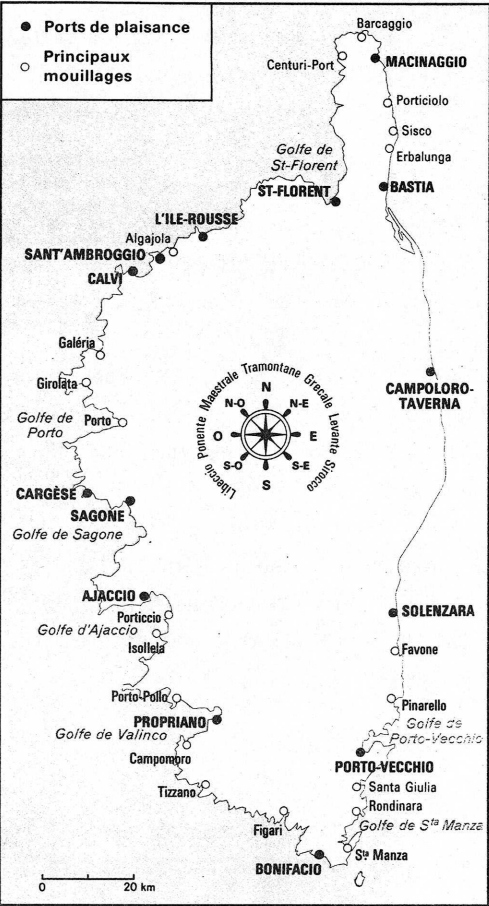 Ports de plaisance
Principaux
mouillages
Barcaggio
Centuri-Port
MACINAGGIO
Porticiolo
Sisco
Erbalunga
Golfe de
St-Florent
ST-FLORENT
BASTIA
L'ILE-ROUSSE
Algajola
SANT'AMBROGGIO
CALVI
Galéria
Girolata
Golfe de
Porto
Porto
CAMPOLORO-
TAVERNA
Libeccio Ponente Maestrale Tramontane Grecale Levante Sirocco
N
N-O
N-E
O
E
S-O
S-E
S
CARGÈSE
SAGONE
Golfe de Sagone
AJACCIO
Porticcio
Golfe d'Ajaccio
Isollela
SOLENZARA
Favone
Porto-Pollo
PROPRIANO
Golfe de Valinco
Campomoro
Tizzano
Pinarello
Golfe de
Porto-Vecchio
PORTO-VECCHIO
Santa Giulia
Rondinara
Golfe de Sta Manza
Figari
Sta Manza
BONIFACIO
0
20 km